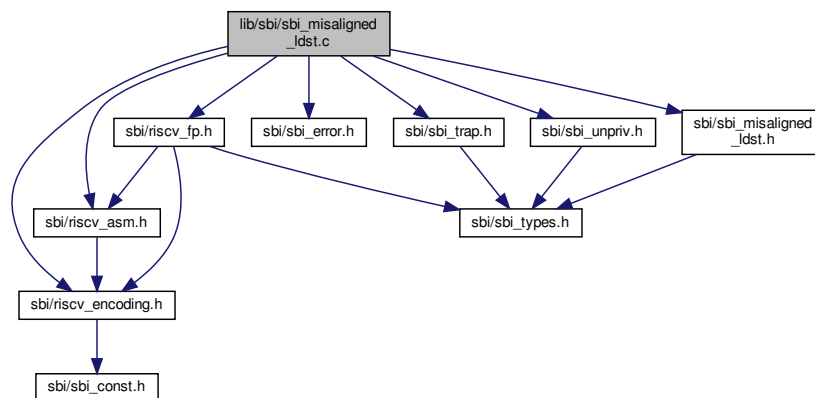 lib/sbi/sbi_misaligned
_ldst.c
sbi/riscv_fp.h
sbi/sbi_error.h
sbi/sbi_trap.h
sbi/sbi_unpriv.h
sbi/sbi_misaligned
_ldst.h
sbi/riscv_asm.h
sbi/sbi_types.h
sbi/riscv_encoding.h
sbi/sbi_const.h